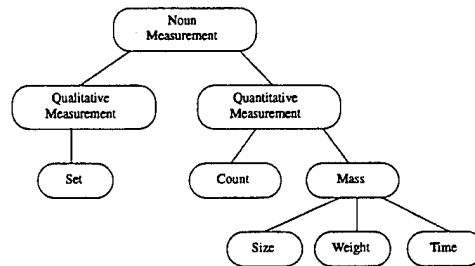 Noun
Measurement
Qualitative
Measurement
Quantitative
Measurement
Set
Count
Mass
Size
Weight
Time